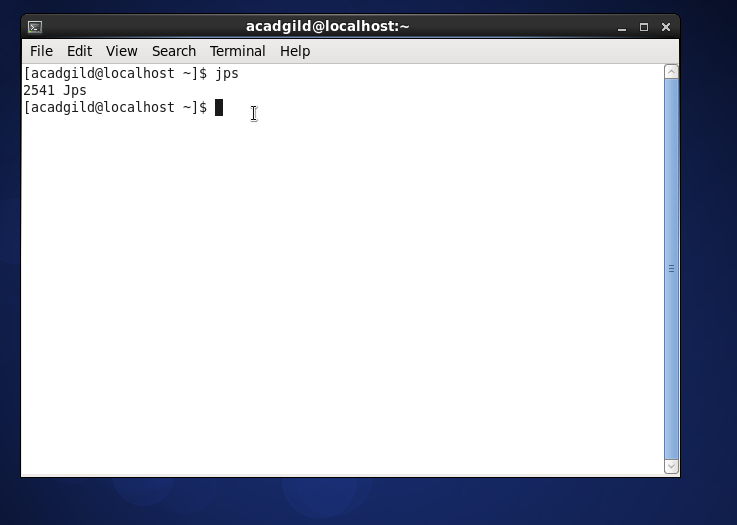 acadgild@localhost:~
File Edit View Search Terminal Help
[acadgild@localhost ~]$ jps
2541 Jps
[acadgild@localhost ~]$